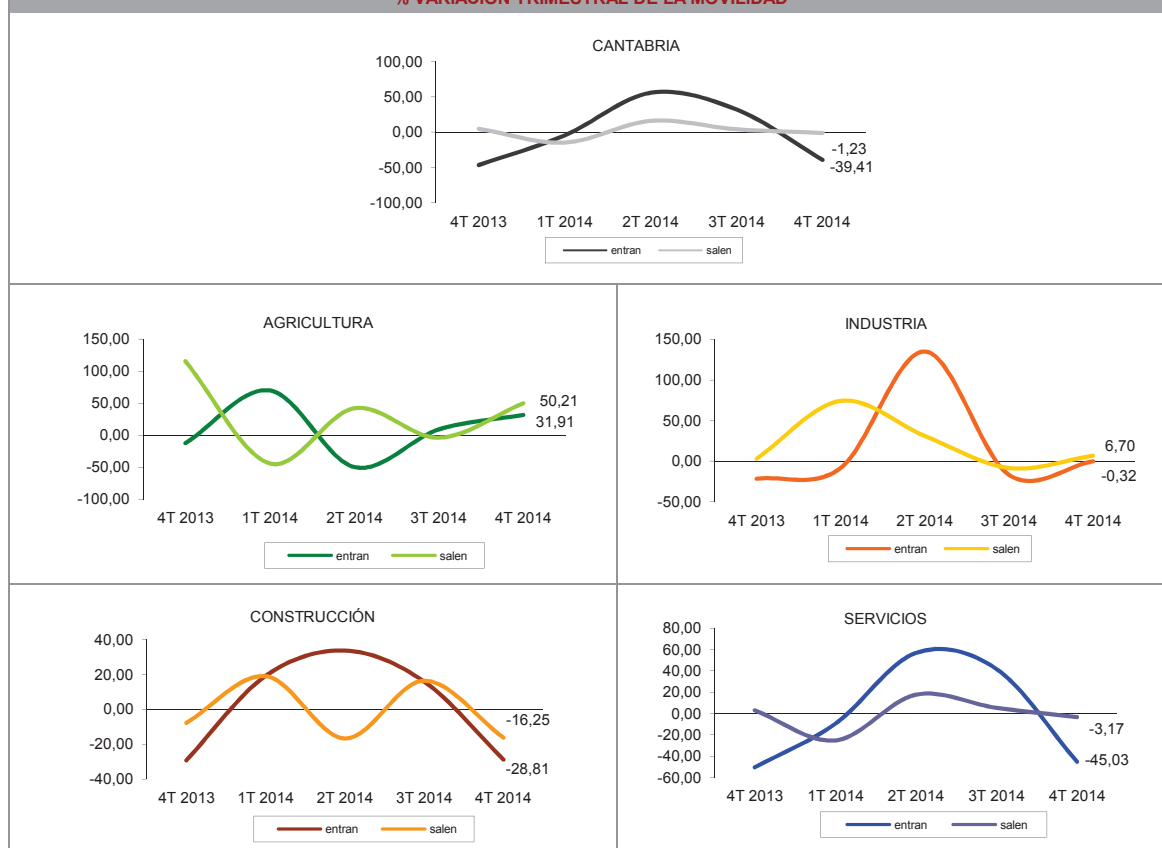 % VARIACIÓN TRIMESTRAL DE LA MOVILIDAD
CANTABRIA
100,00
50,00
0,00
-50,00
-100,00
-1,23
-39,41
4T 2013 1T 2014 2T 2014 3T 2014 4T 2014
entran salen
AGRICULTURA
150,00
100,00
50,00
0,00
-50,00
-100,00
50,21
31,91
4T 2013 1T 2014 2T 2014 3T 2014 4T 2014
entran salen
INDUSTRIA
150,00
100,00
50,00
0,00
-50,00
6,70
-0,32
4T 2013 1T 2014 2T 2014 3T 2014 4T 2014
entran salen
CONSTRUCCIÓN
40,00
20,00
0,00
-20,00
-40,00
-16,25
-28,81
4T 2013 1T 2014 2T 2014 3T 2014 4T 2014
entran salen
SERVICIOS
80,00
60,00
40,00
20,00
0,00
-20,00
-40,00
-60,00
-3,17
-45,03
4T 2013 1T 2014 2T 2014 3T 2014 4T 2014
entran salen